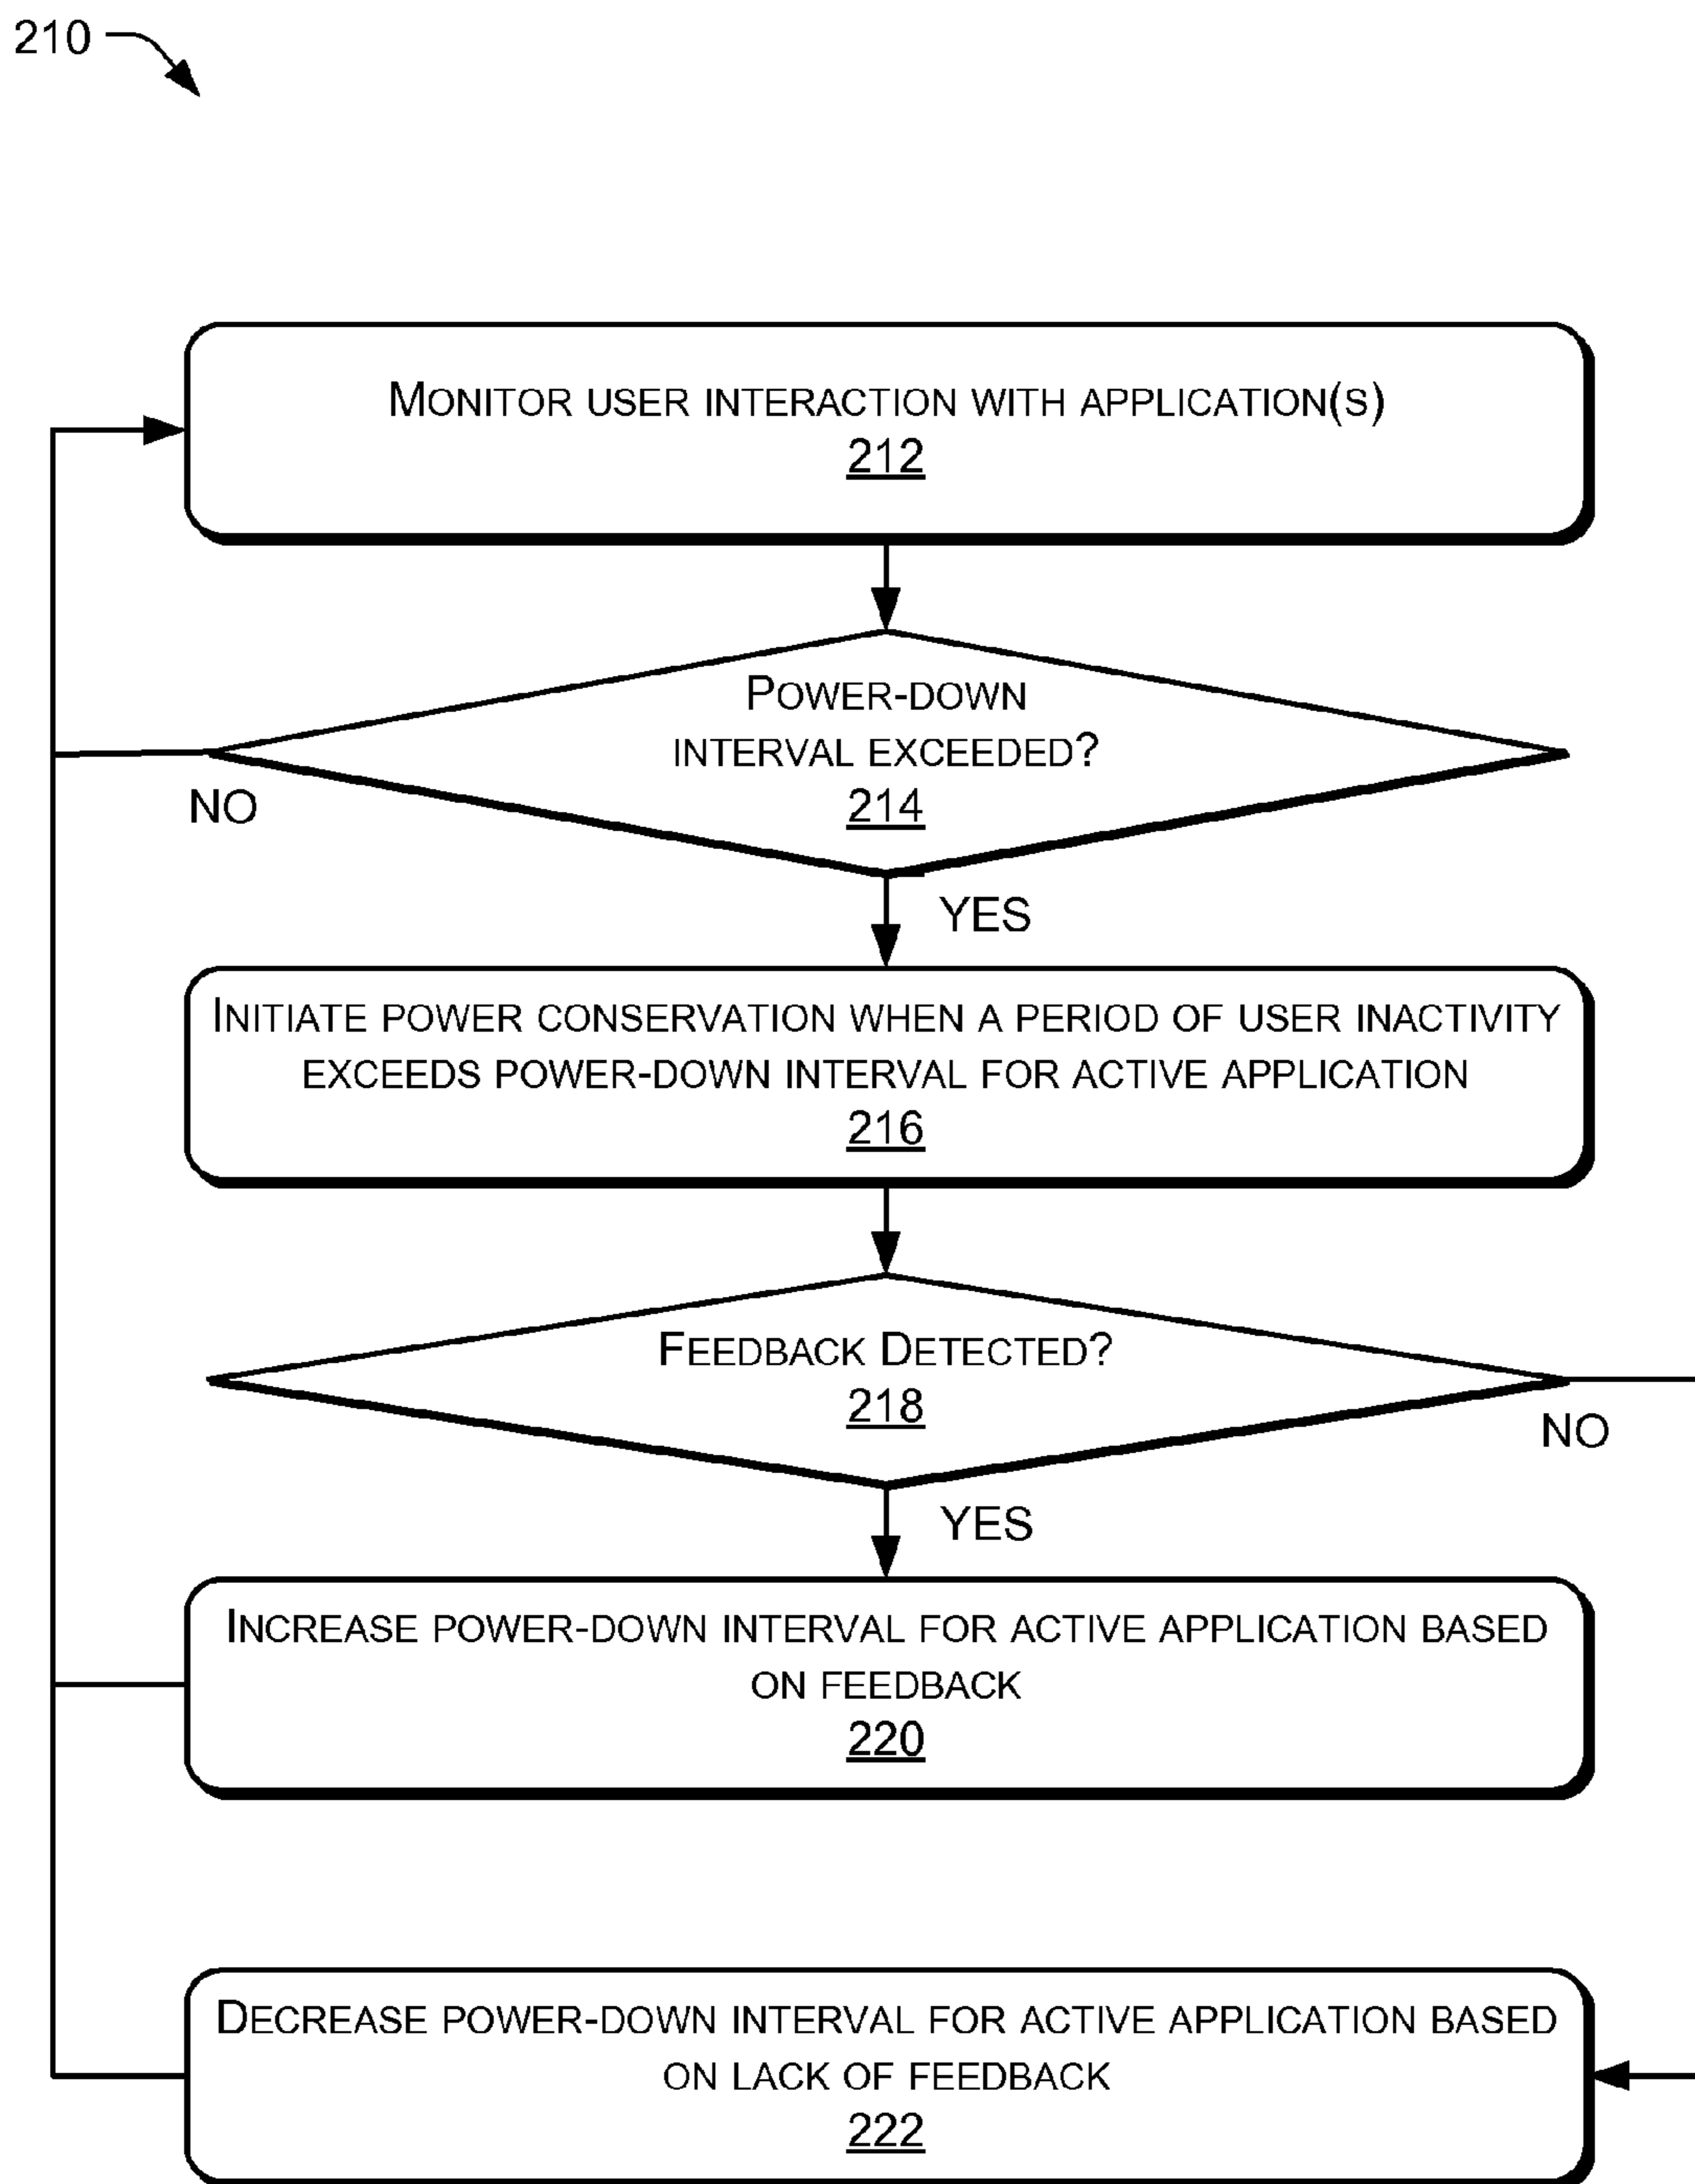 210
MONITOR USER INTERACTION WITH APPLICATION(S)
212
POWER-DOWN
INTERVAL EXCEEDED?
214
NO
YES
INITIATE POWER CONSERVATION WHEN A PERIOD OF USER INACTIVITY
EXCEEDS POWER-DOWN INTERVAL FOR ACTIVE APPLICATION
216
FEEDBACK DETECTED?
218
NO
YES
INCREASE POWER-DOWN INTERVAL FOR ACTIVE APPLICATION BASED
ON FEEDBACK
220
DECREASE POWER-DOWN INTERVAL FOR ACTIVE APPLICATION BASED
ON LACK OF FEEDBACK
222